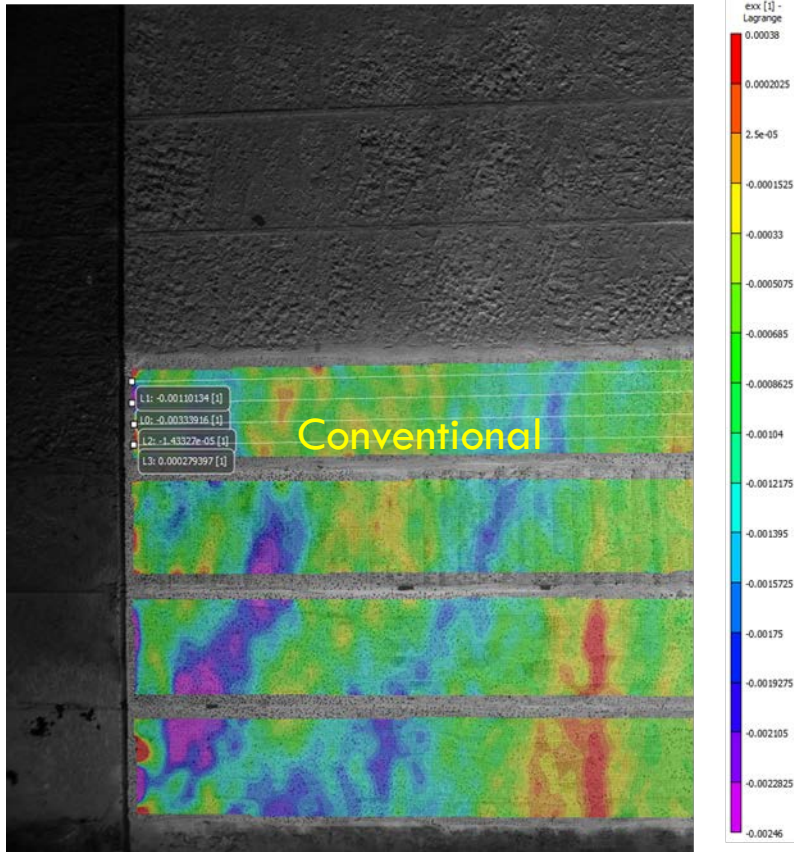 exx [1] -
Lagrange
0.00038
0.0002025
2.5e-05
-0.0001525
-0.00033
-0.0005075
-0.000685
-0.0008625
-0.00104
-0.0012175
-0.001395
-0.0015725
-0.00175
-0.0019275
-0.002105
-0.0022825
-0.00246
L1: -0.00110134 [1]
L0: -0.00333916 [1]
L2: -1.43327e-05 [1]
L3: 0.000279397 [1]
Conventional